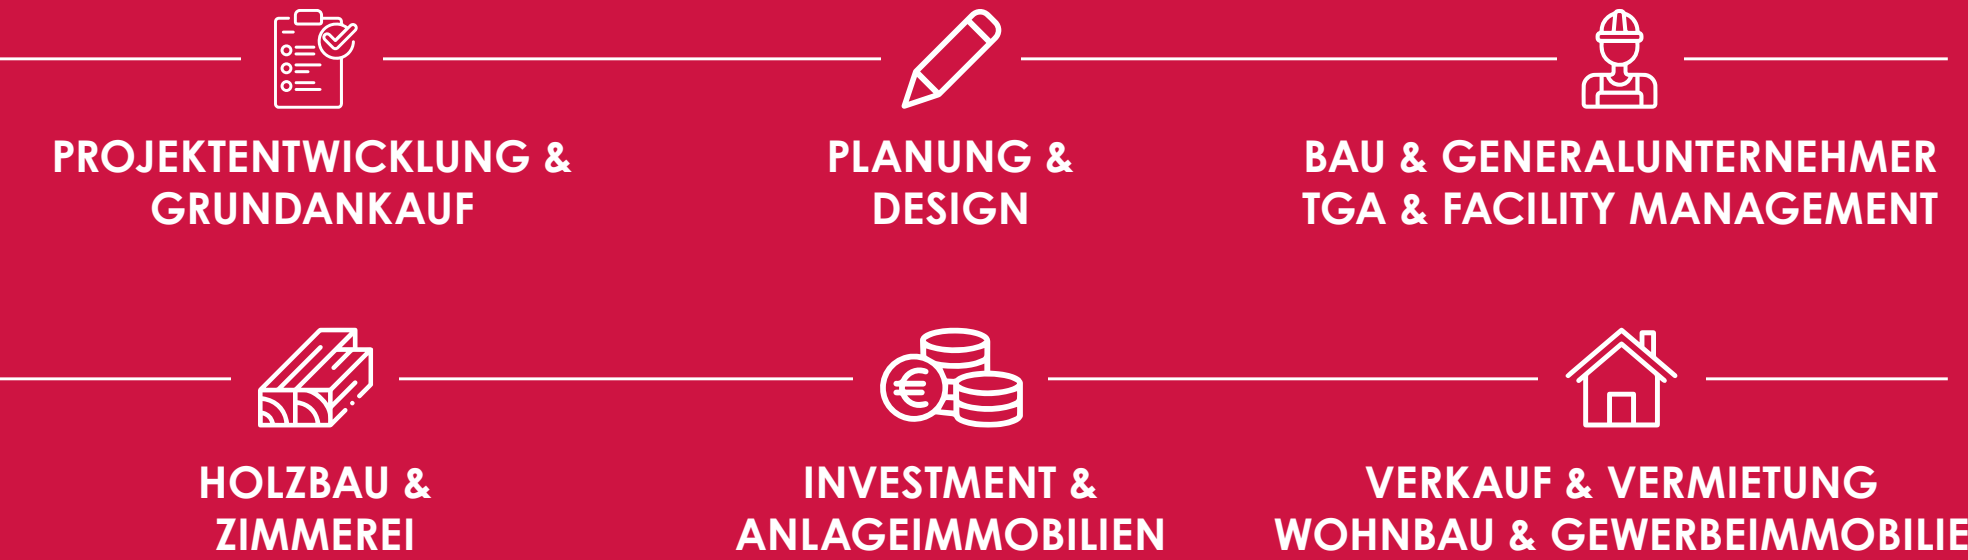 PROJEKTENTWICKLUNG &
GRUNDANKAUF
PLANUNG &
DESIGN
BAU & GENERALUNTERNEHMER
TGA & FACILITY MANAGEMENT
HOLZBAU &
ZIMMEREI
INVESTMENT &
ANLAGEIMMOBILIEN
VERKAUF & VERMIETUNG
WOHNBAU & GEWERBEIMMOBILIE